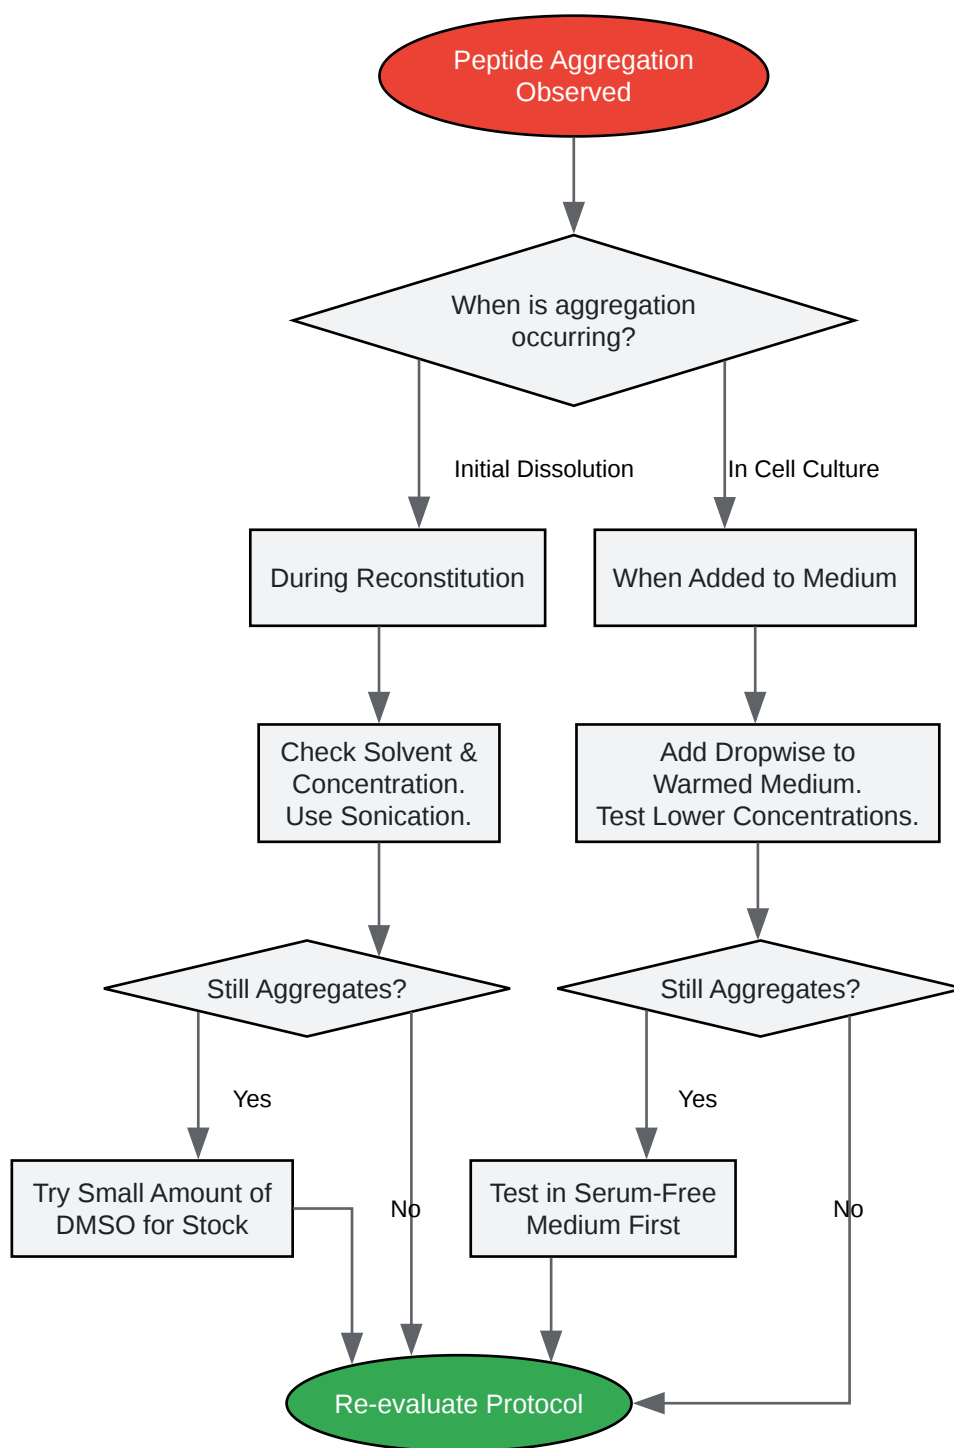 Peptide Aggregation
Observed
When is aggregation
occurring?
Initial Dissolution
In Cell Culture
During Reconstitution
When Added to Medium
Check Solvent &
Concentration.
Use Sonication.
Add Dropwise to
Warmed Medium.
Test Lower Concentrations.
Still Aggregates?
Still Aggregates?
Yes
Yes
Try Small Amount of
DMSO for Stock
No
Test in Serum-Free
Medium First
No
Re-evaluate Protocol